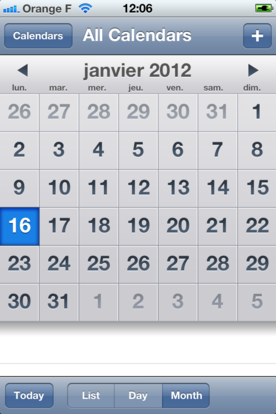 Orange F 12:06
Calendars All Calendars +
janvier 2012
lun. mar. mer. jeu. ven. sam. dim.
26 27 28 29 30 31 1
2 3 4 5 6 7 8
9 10 11 12 13 14 15
16 17 18 19 20 21 22
23 24 25 26 27 28 29
30 31 1 2 3 4 5
Today List Day Month